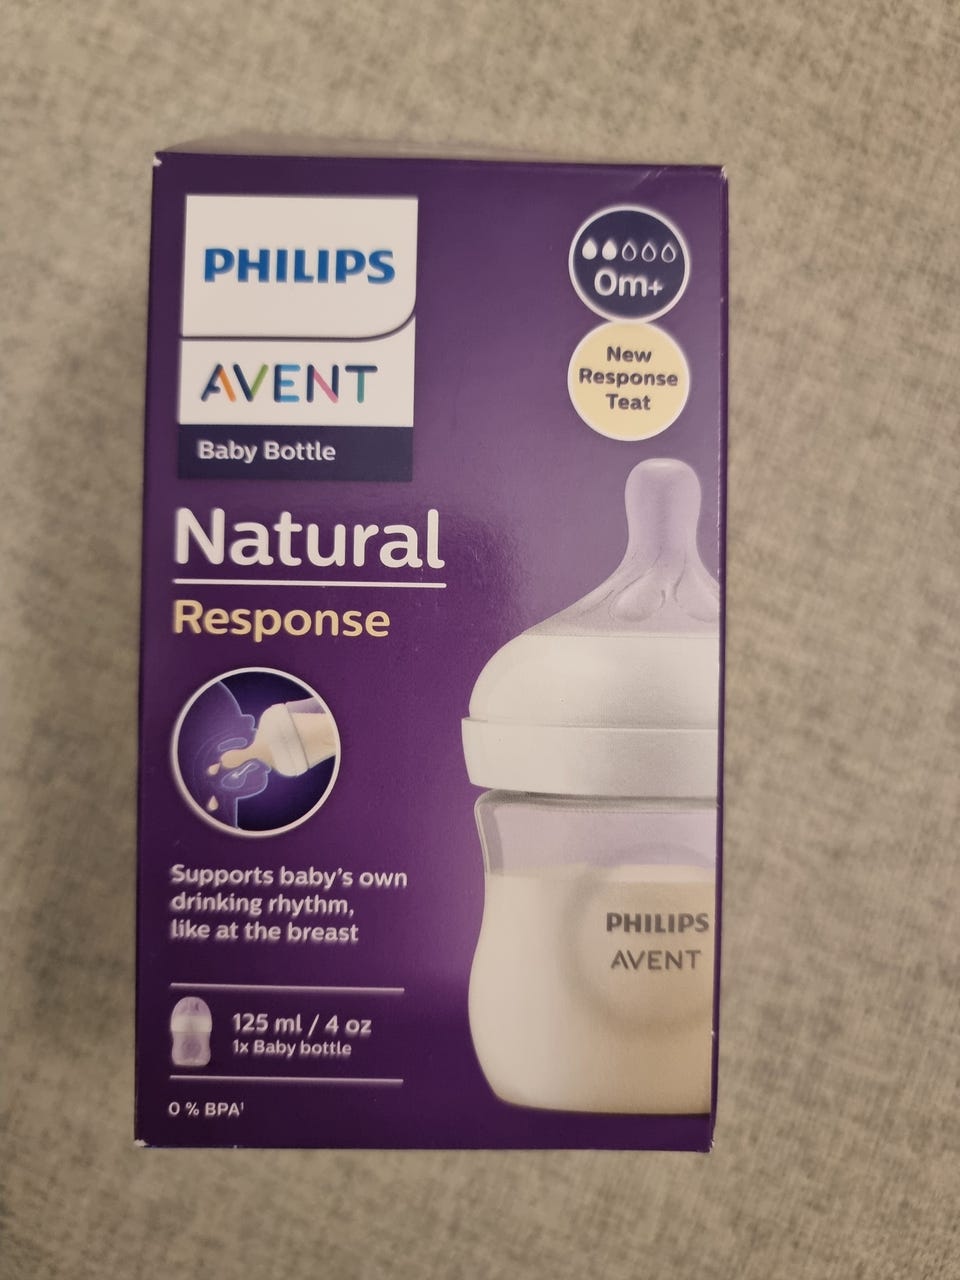 PHILIPS
AVENT
Baby Bottle
0m+
New
Response
Teat
Natural
Response
Supports baby's own
drinking rhythm,
like at the breast
125 ml / 4 oz
1x Baby bottle
0 % BPA¹
PHILIPS
AVENT